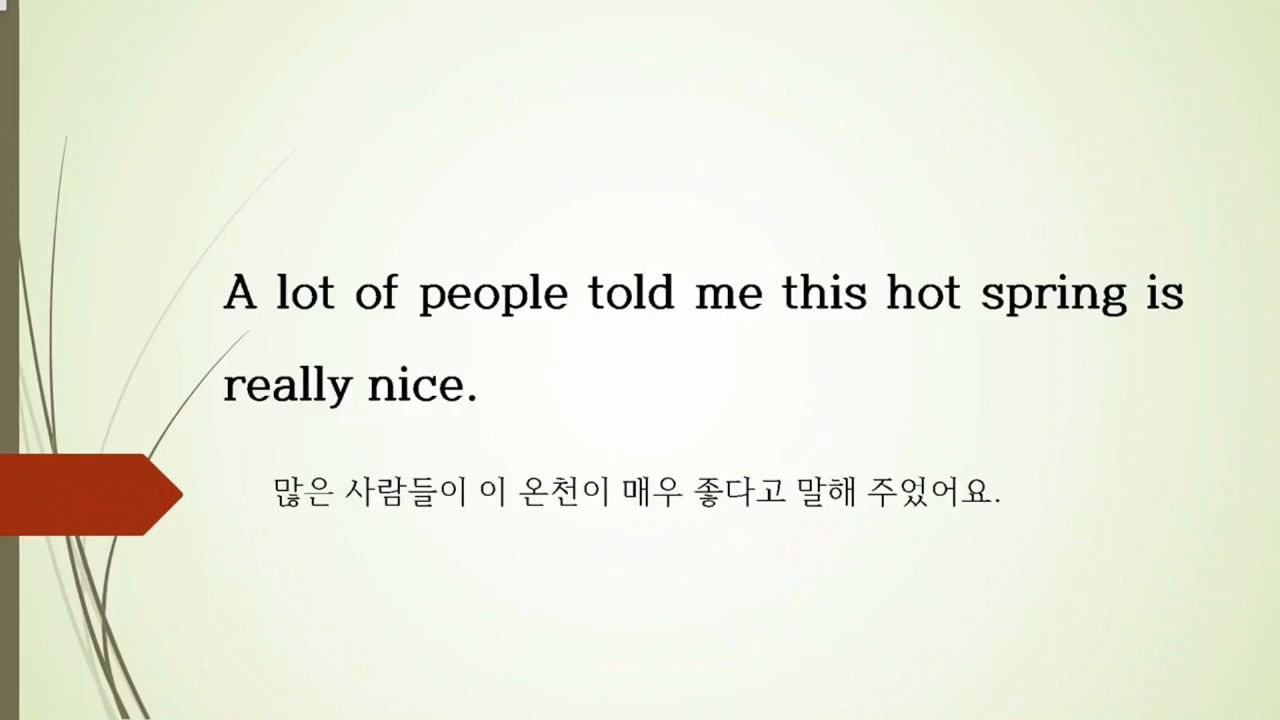 A lot of people told me this hot spring is
really nice.
많은 사람들이 이 온천이 매우 좋다고 말해 주었어요.